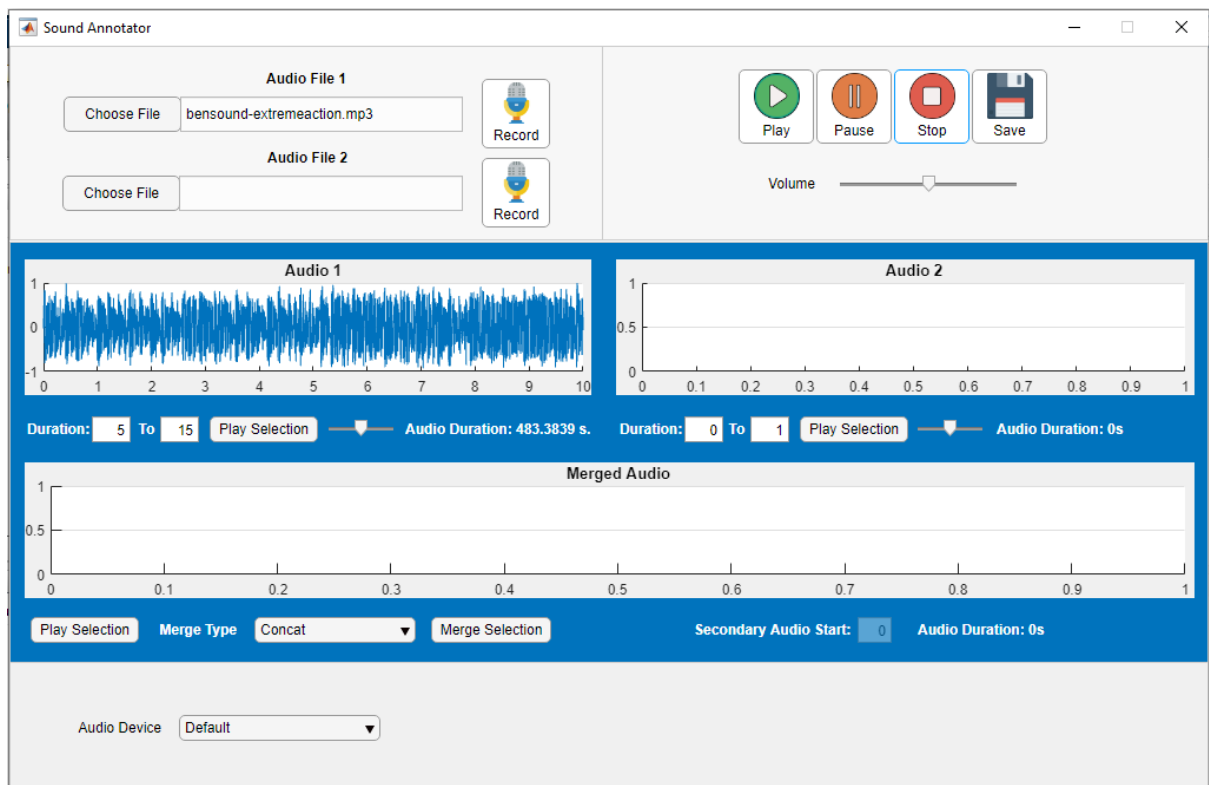 Sound Annotator
Audio File 1
Choose File bensound-extremeaction.mp3
Record
Audio File 2
Choose File
Record
Play Pause Stop Save
Volume
Audio 1
1
0
-1
0 1 2 3 4 5 6 7 8 9 10
Duration: 5 To 15 Play Selection Audio Duration: 483.3839 s.
Audio 2
1
0.5
0
0 0.1 0.2 0.3 0.4 0.5 0.6 0.7 0.8 0.9 1
Duration: 0 To 1 Play Selection Audio Duration: 0s
Merged Audio
1
0.5
0
0 0.1 0.2 0.3 0.4 0.5 0.6 0.7 0.8 0.9 1
Play Selection Merge Type Concat Merge Selection Secondary Audio Start: 0 Audio Duration: 0s
Audio Device Default